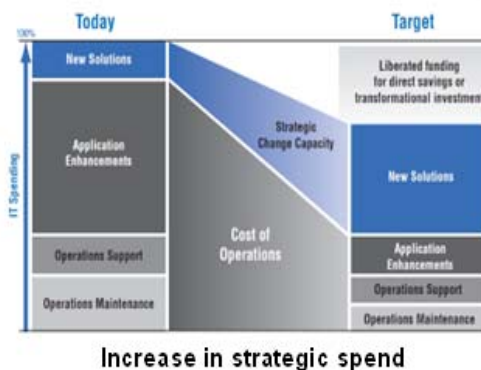 Today
Target
100%
New Solutions
Liberated funding
for direct savings or
transformational investment
Strategic
Change Capacity
Application
Enhancements
New Solutions
IT Spending
Cost of
Operations
Operations Support
Application
Enhancements
Operations Support
Operations Maintenance
Operations Maintenance
Increase in strategic spend